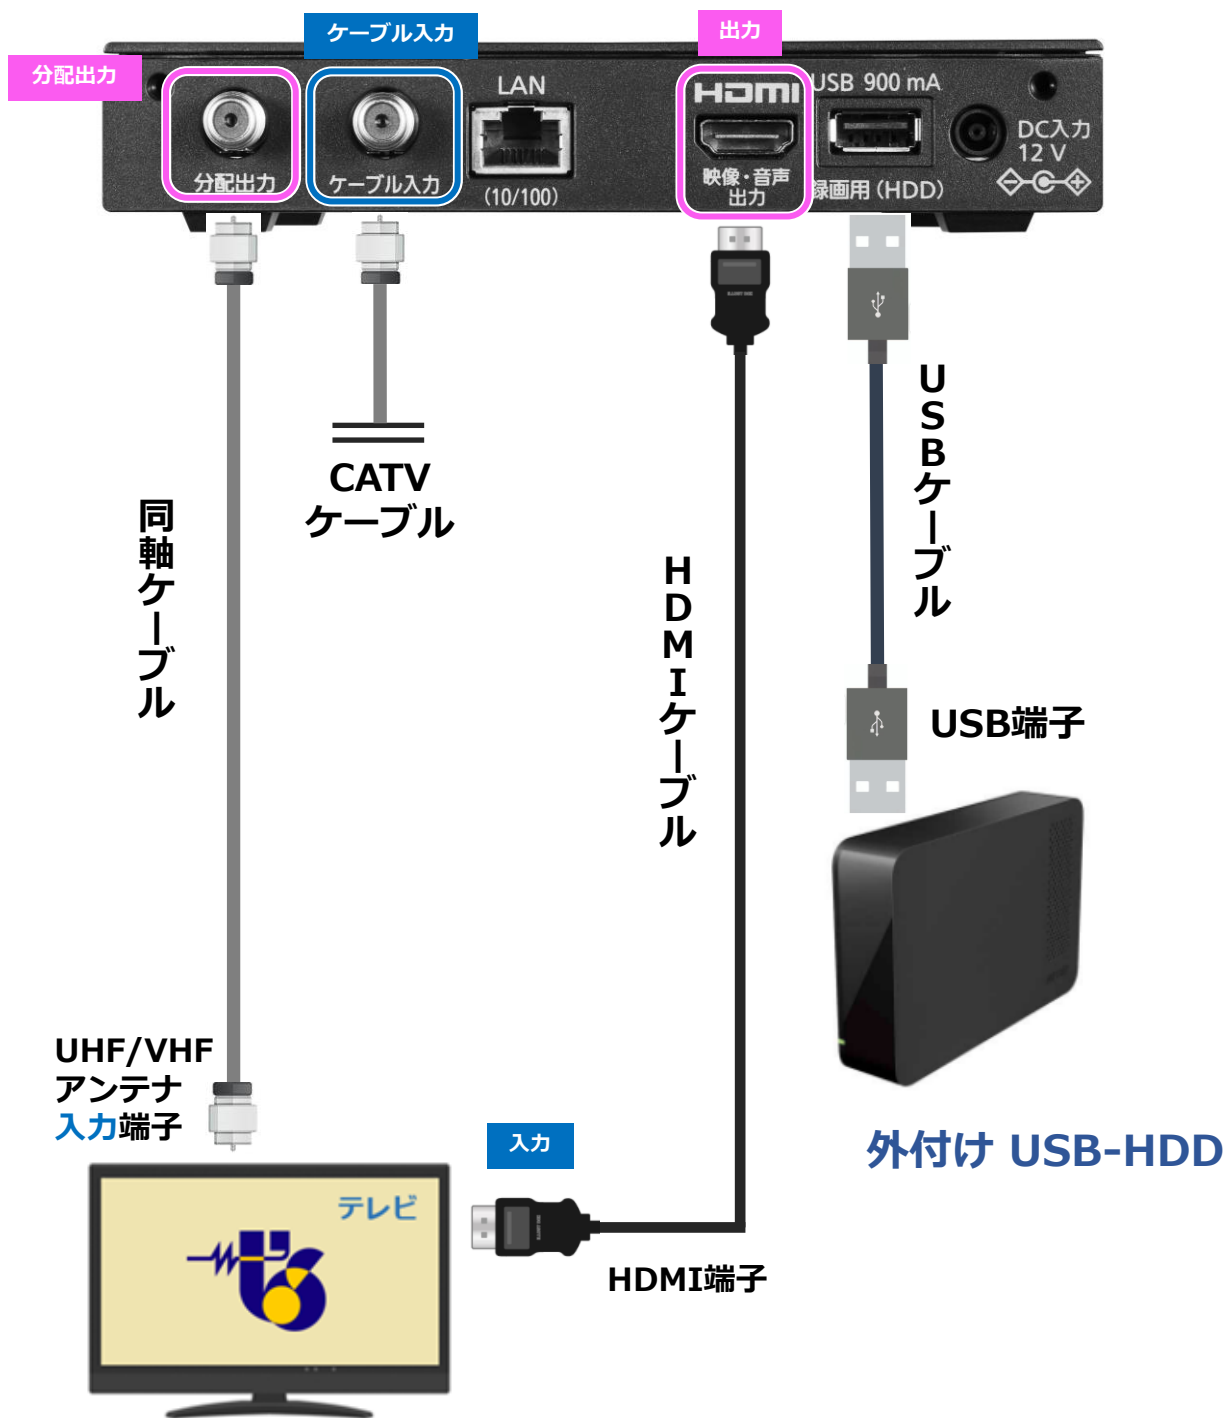 ケーブル入力
出力
分配出力
LAN
HDMI
USB 900 mA
DC入力
12 V
分配出力
ケーブル入力
(10/100)
映像・音声
出力
録画用(HDD)
USBケーブル
CATV
ケーブル
同軸ケーブル
HDMIケーブル
USB端子
UHF/VHF
アンテナ
入力端子
入力
外付け USB-HDD
テレビ
HDMI端子